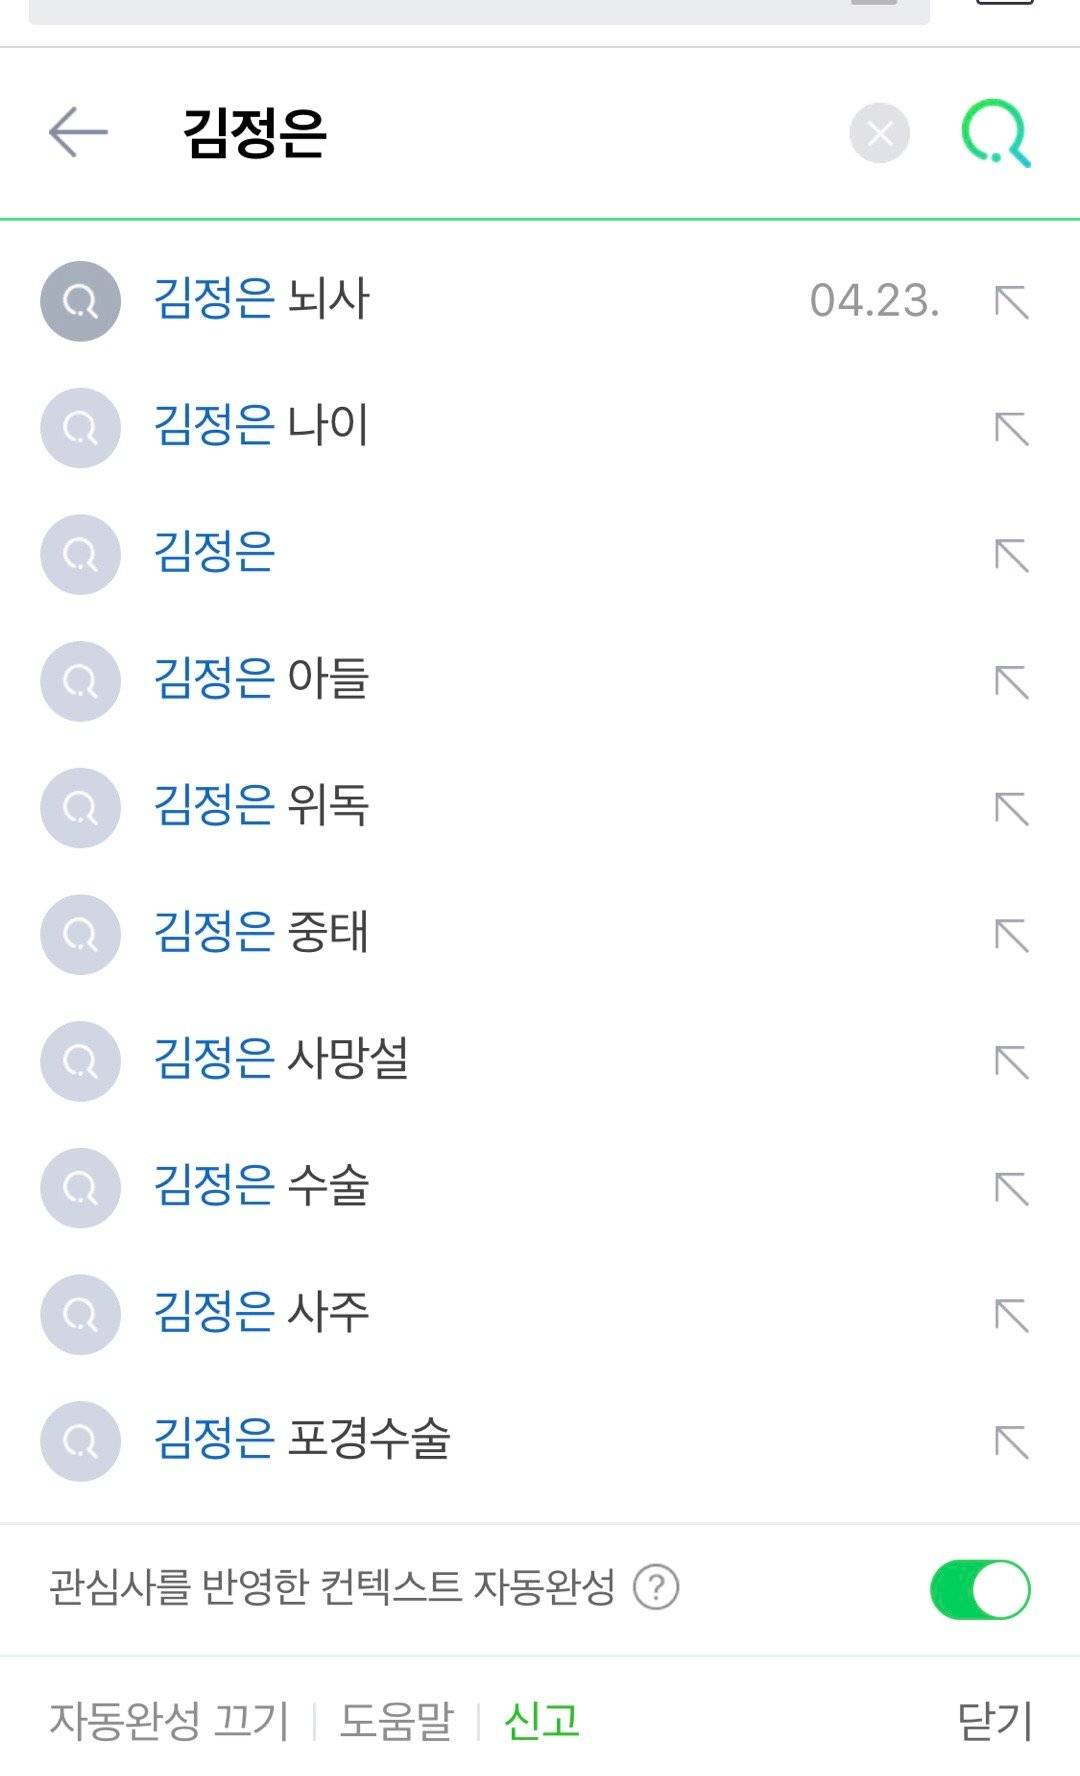 김정은
김정은 뇌사 04.23.
김정은 나이
김정은
김정은 아들
김정은 위독
김정은 중태
김정은 사망설
김정은 수술
김정은 사주
김정은 포경수술
관심사를 반영한 컨텍스트 자동완성 ?
자동완성 끄기 | 도움말 | 신고 닫기